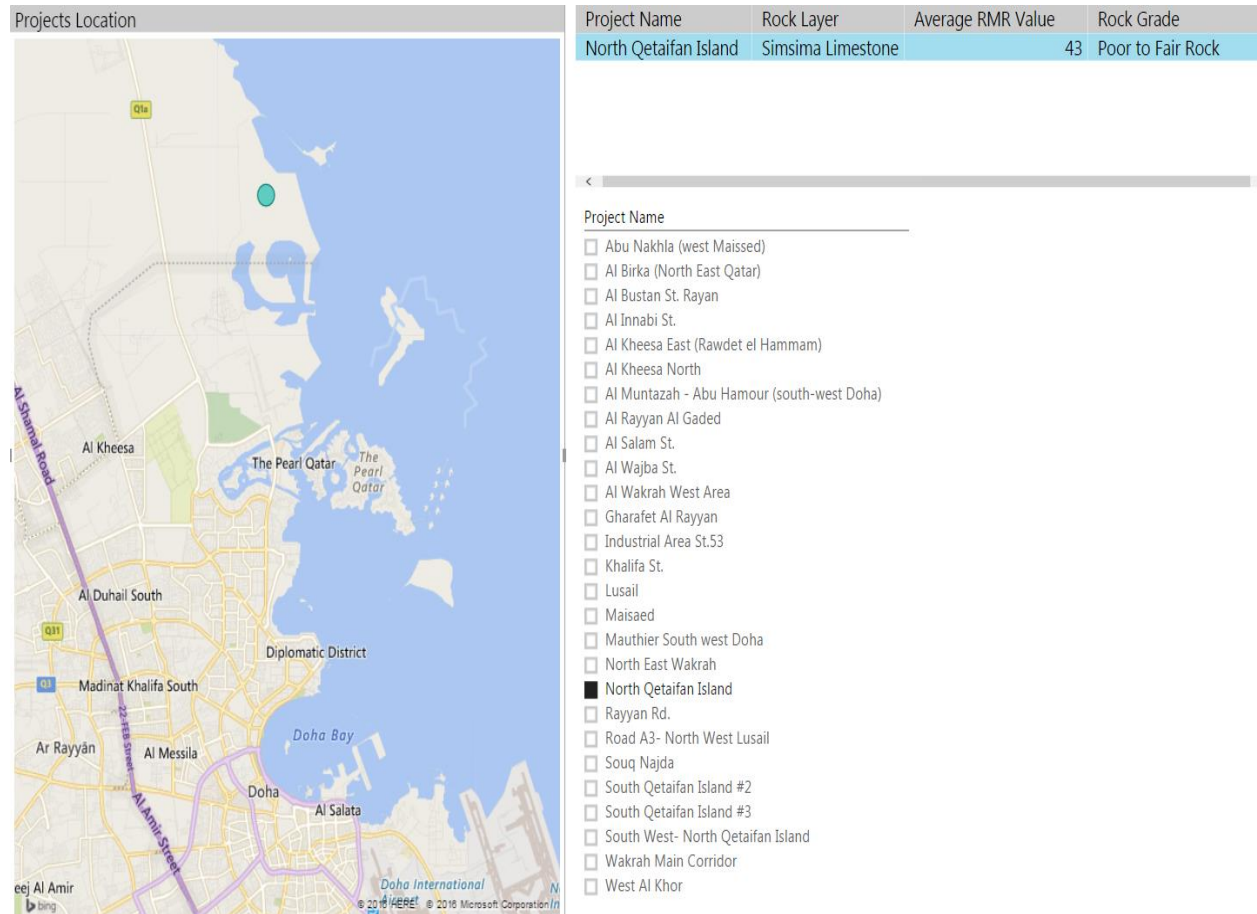 Projects Location
Q1a
Al Shamal Road
Al Kheesa
The Pearl Qatar
The
Pearl
Qatar
Al Duhail South
Q31
Diplomatic District
Q3
Madinat Khalifa South
22-FEB Street
Doha Bay
Ar Rayyān
Al Messila
Doha
Al Salata
Al Amir Street
eej Al Amir
Doha International
Airport
bing
© 2016 HERE © 2016 Microsoft Corporation
Project Name Rock Layer Average RMR Value Rock Grade
North Qetaifan Island Simsima Limestone 43 Poor to Fair Rock
Project Name
Abu Nakhla (west Maissed)
Al Birka (North East Qatar)
Al Bustan St. Rayan
Al Innabi St.
Al Kheesa East (Rawdet el Hammam)
Al Kheesa North
Al Muntazah - Abu Hamour (south-west Doha)
Al Rayyan Al Gaded
Al Salam St.
Al Wajba St.
Al Wakrah West Area
Gharafet Al Rayyan
Industrial Area St.53
Khalifa St.
Lusail
Maisaed
Mauthier South west Doha
North East Wakrah
North Qetaifan Island
Rayyan Rd.
Road A3- North West Lusail
Souq Najda
South Qetaifan Island #2
South Qetaifan Island #3
South West- North Qetaifan Island
Wakrah Main Corridor
West Al Khor